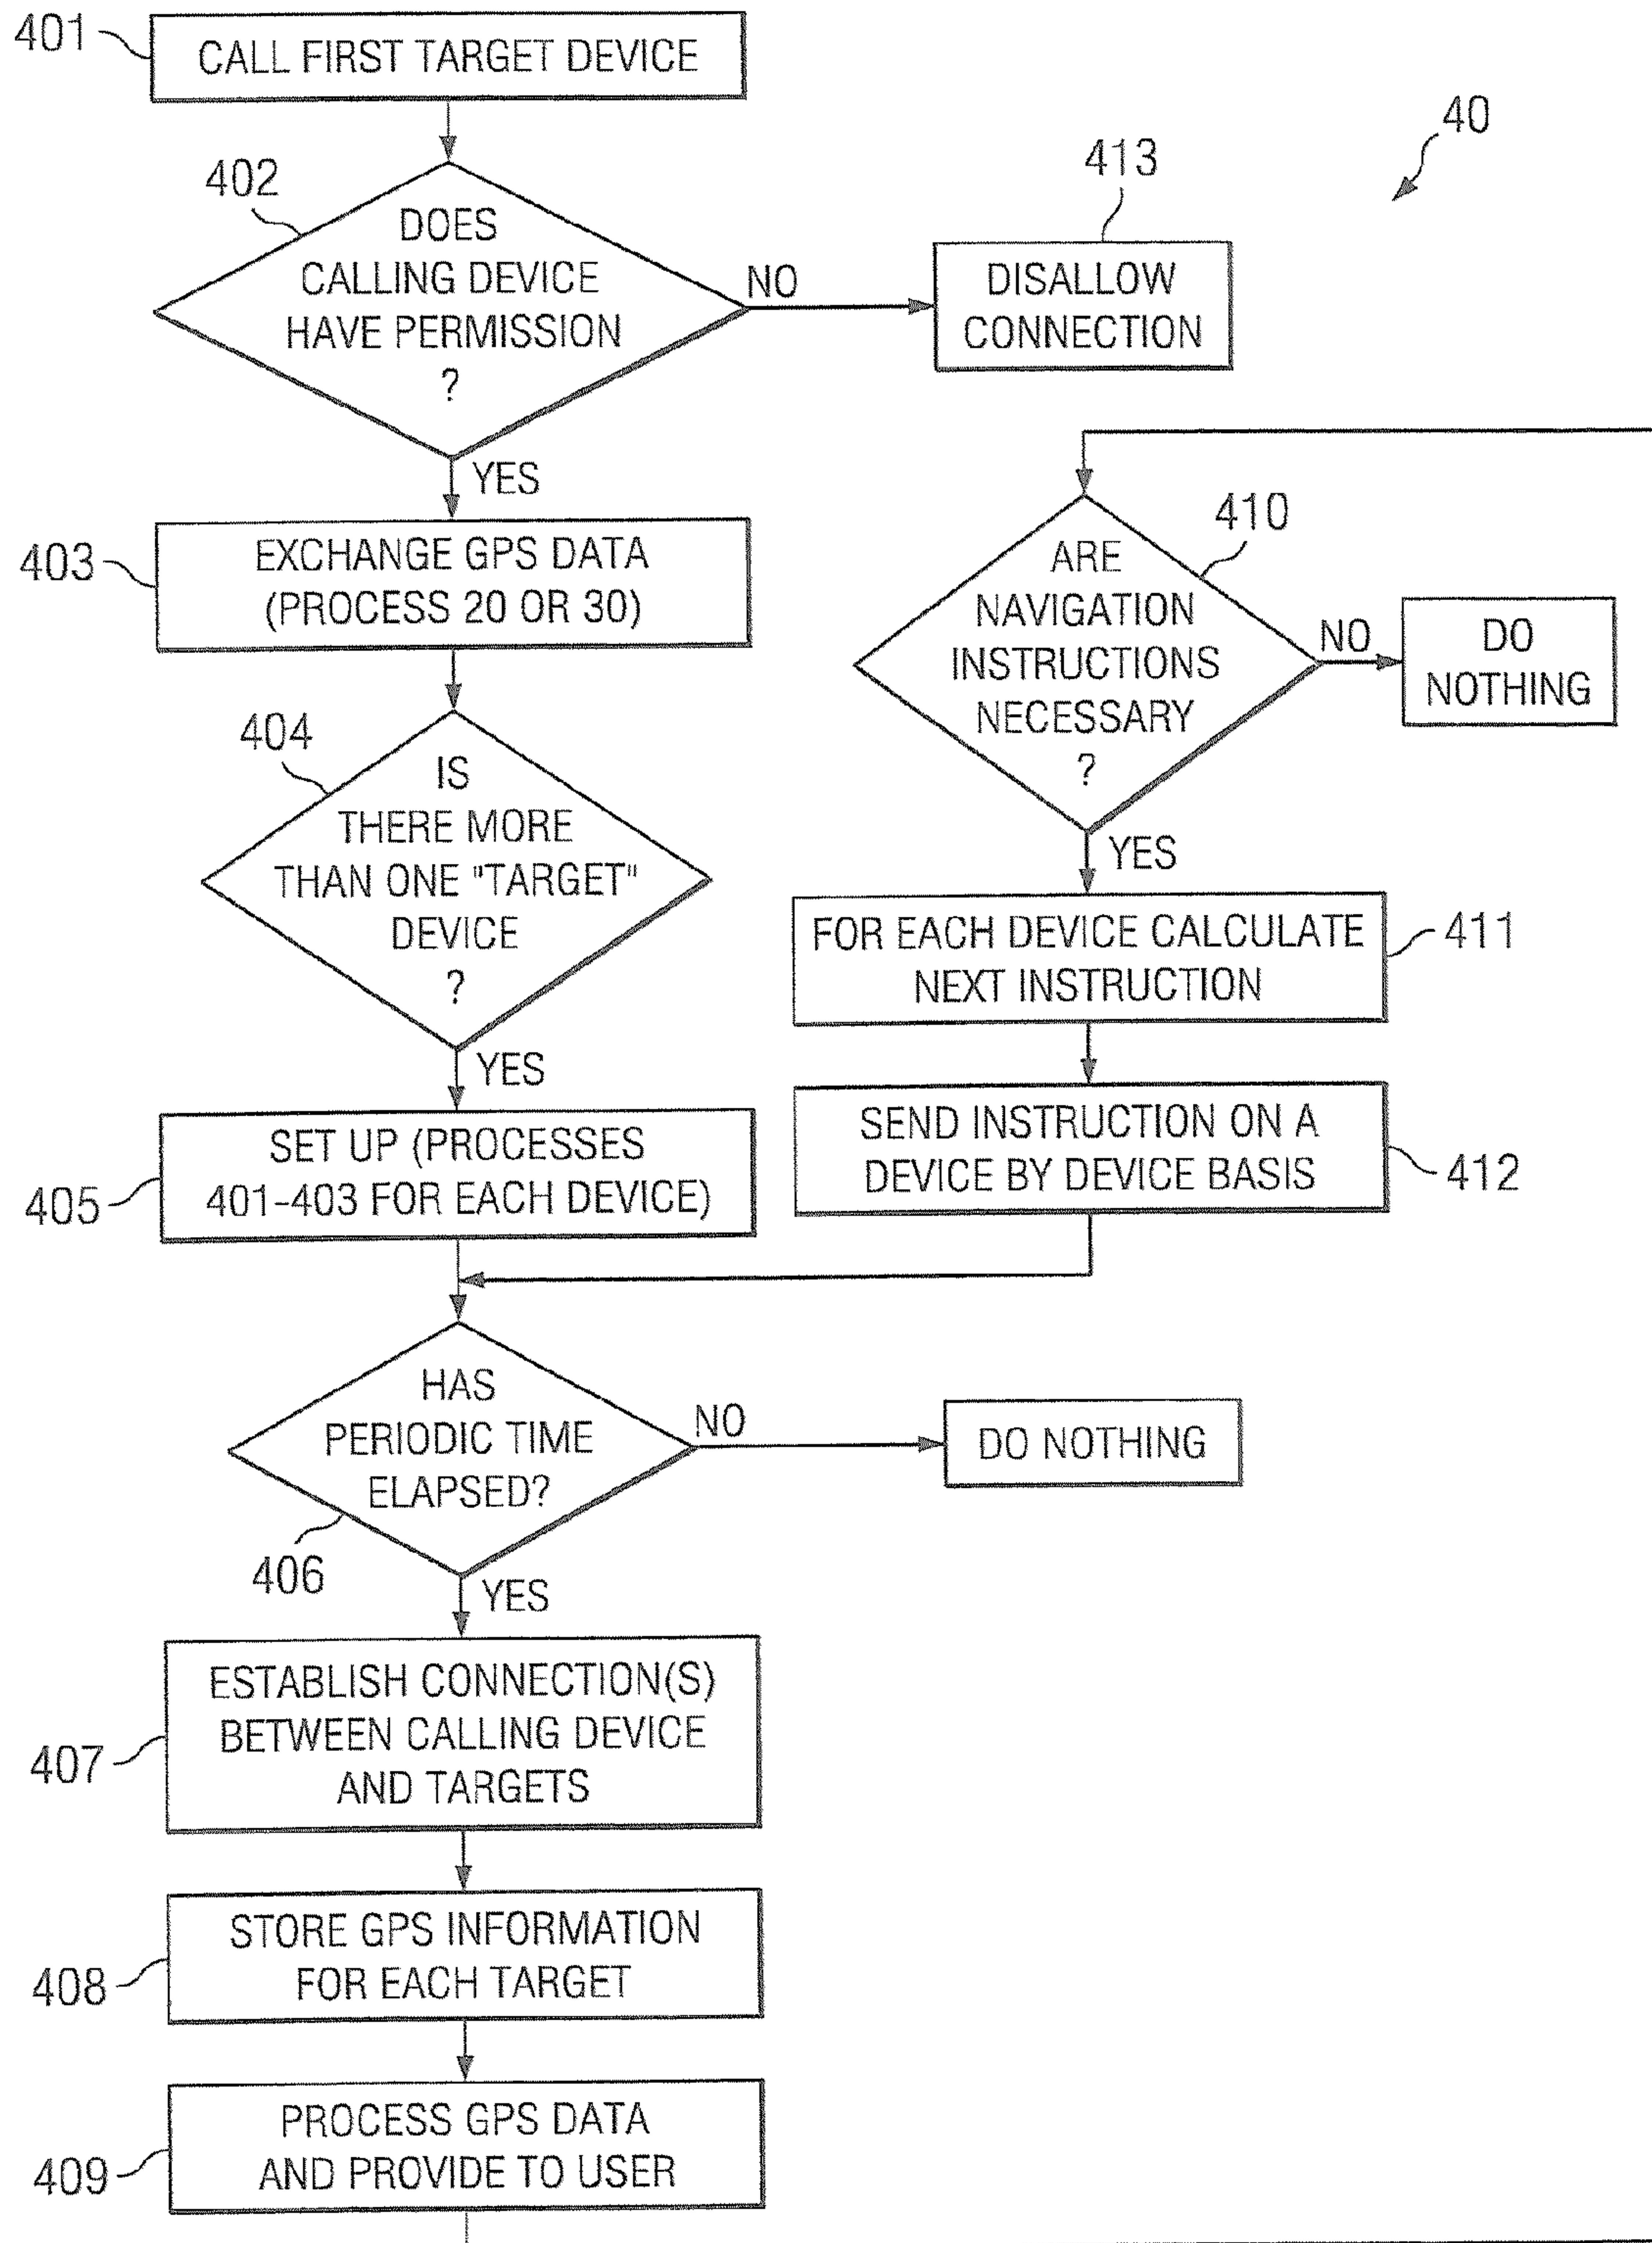 401
CALL FIRST TARGET DEVICE
40
402
DOES
CALLING DEVICE
HAVE PERMISSION
?
NO
413
DISALLOW
CONNECTION
YES
403
EXCHANGE GPS DATA
(PROCESS 20 OR 30)
404
IS
THERE MORE
THAN ONE "TARGET"
DEVICE
?
YES
405
SET UP (PROCESSES
401-403 FOR EACH DEVICE)
410
ARE
NAVIGATION
INSTRUCTIONS
NECESSARY
?
NO
DO
NOTHING
YES
FOR EACH DEVICE CALCULATE
NEXT INSTRUCTION
411
SEND INSTRUCTION ON A
DEVICE BY DEVICE BASIS
412
HAS
PERIODIC TIME
ELAPSED?
406
NO
DO NOTHING
YES
407
ESTABLISH CONNECTION(S)
BETWEEN CALLING DEVICE
AND TARGETS
408
STORE GPS INFORMATION
FOR EACH TARGET
409
PROCESS GPS DATA
AND PROVIDE TO USER